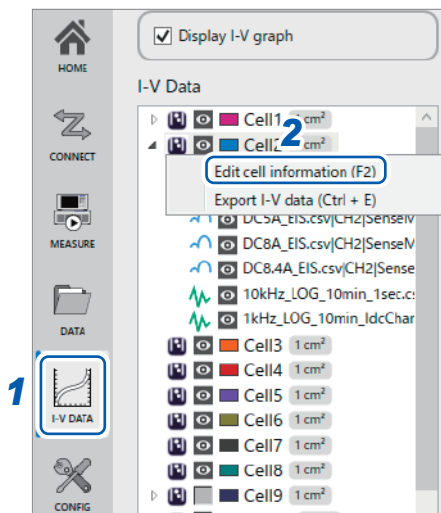 HOME
CONNECT
MEASURE
DATA
1
I-V DATA
CONFIG
Display I-V graph
I-V Data
Cell1 1 cm²
2
Cell2 cm²
Edit cell information (F2)
Export I-V data (Ctrl + E)
DC5A_EIS.csv|CH2|SenseM
DC8A_EIS.csv|CH2|SenseM
DC8.4A_EIS.csv|CH2|Sense
10kHz_LOG_10min_1sec.cs
1kHz_LOG_10min_IdcChar
Cell3 1 cm²
Cell4 1 cm²
Cell5 1 cm²
Cell6 1 cm²
Cell7 1 cm²
Cell8 1 cm²
Cell9 1 cm²